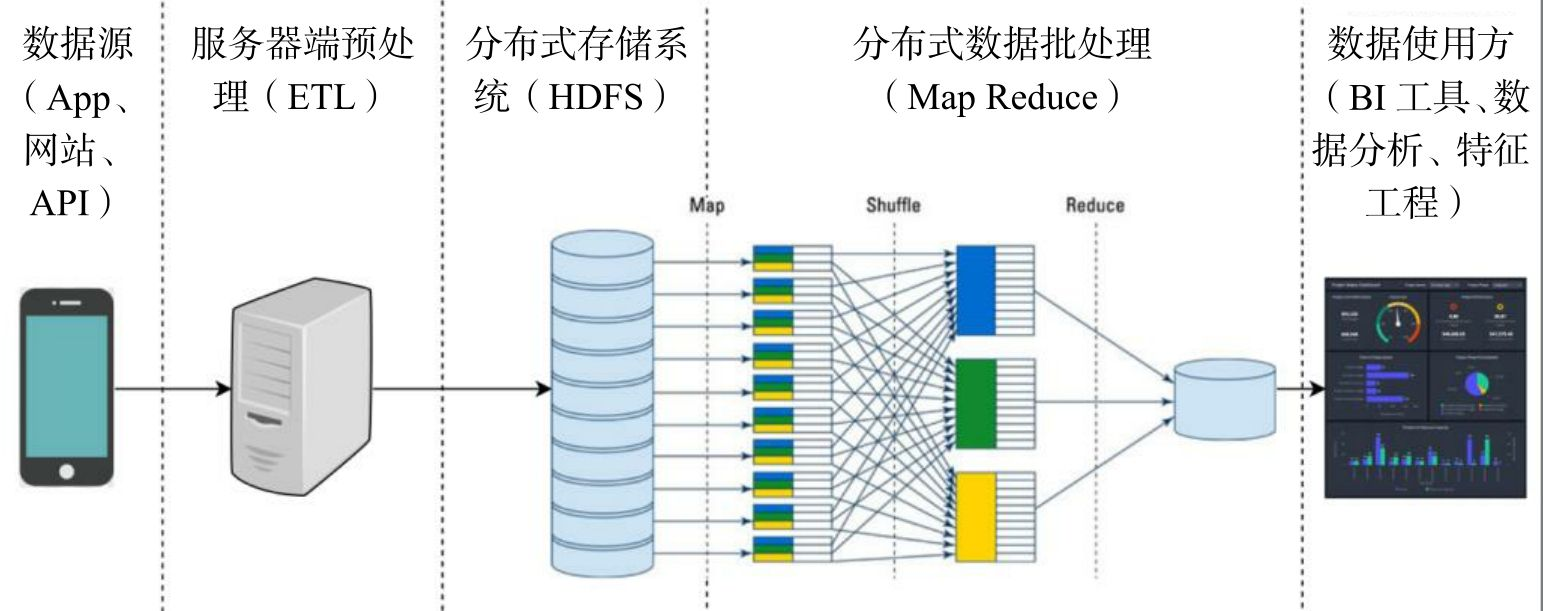 数据源
（App、
网站、
API）
服务器端预处
理（ETL）
分布式存储系
统（HDFS）
分布式数据批处理
（Map Reduce）
数据使用方
（BI 工具、数
据分析、特征
工程）
Map
Shuffle
Reduce